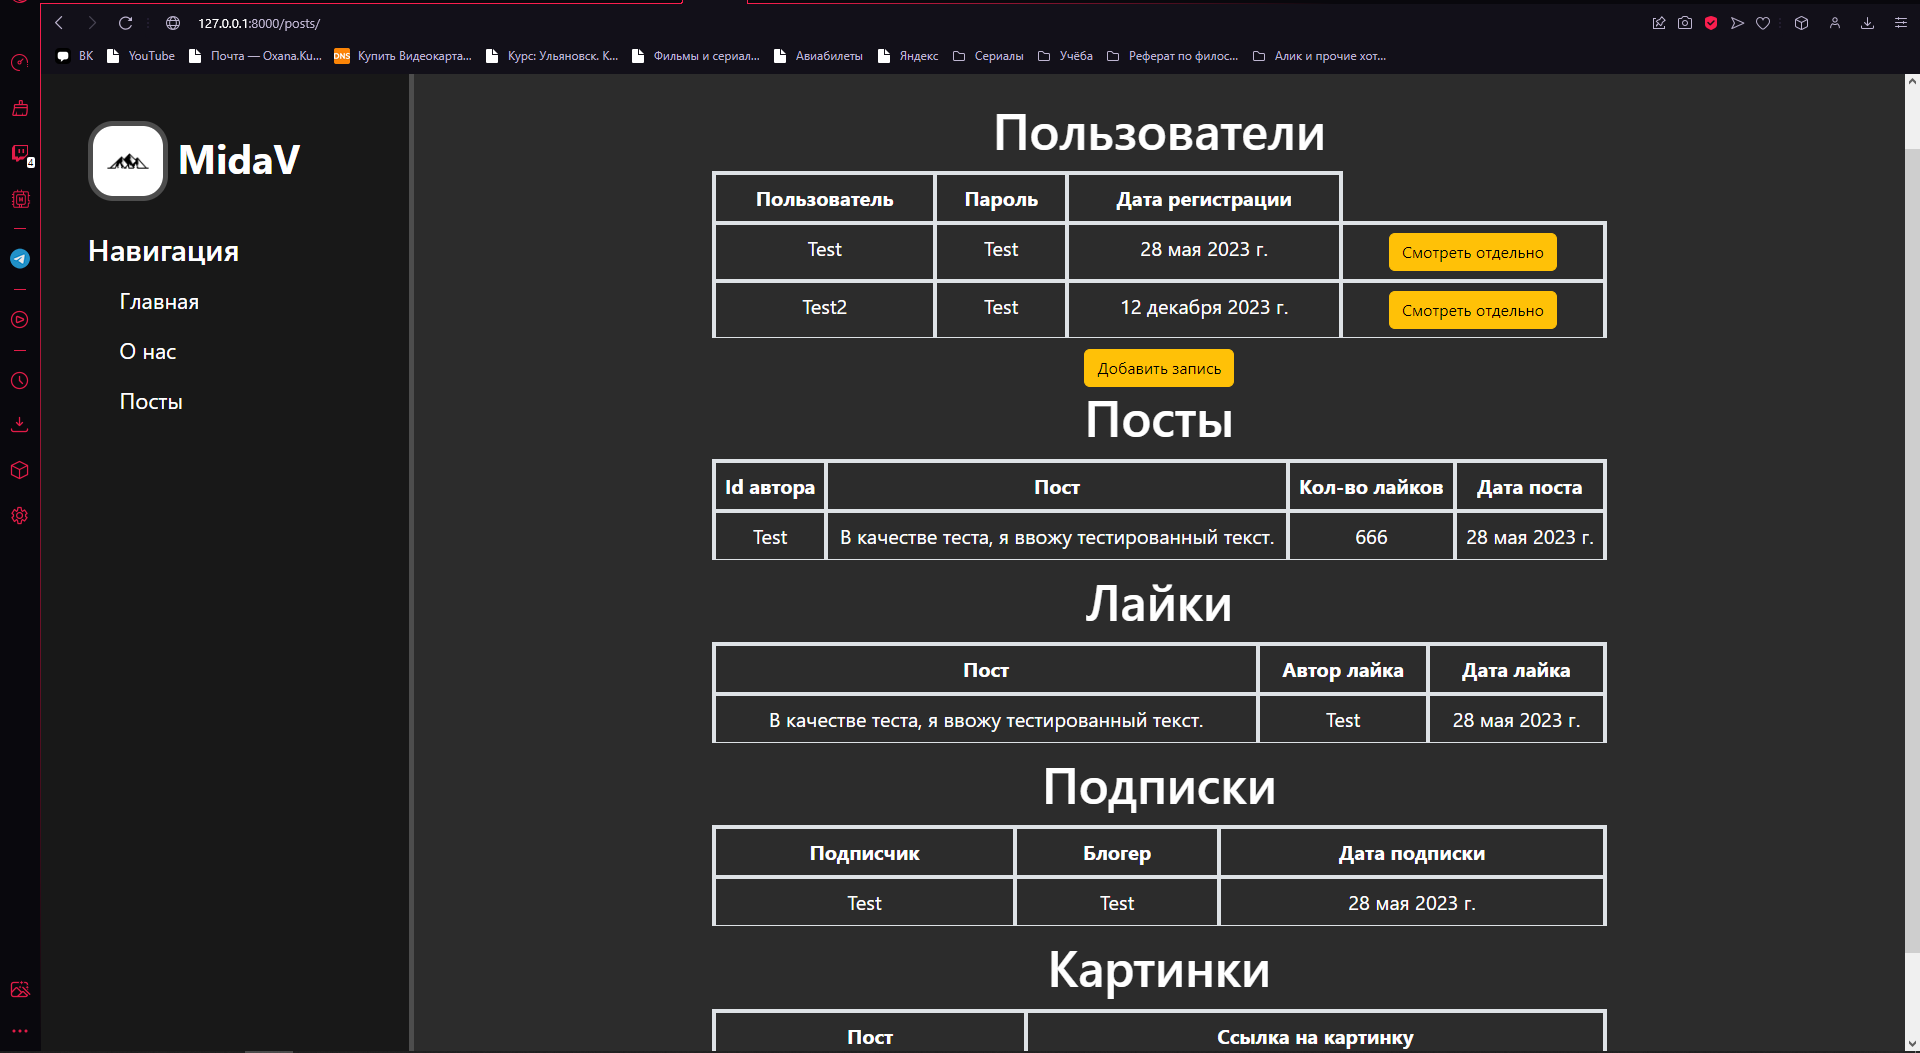 127.0.0.1:8000/posts/
ВК YouTube Почта — Oxana.Ku... DNS Купить Видеокарта... Курс: Ульяновск. К... Фильмы и сериал... Авиабилеты Яндекс Сериалы Учёба Реферат по филос... Алик и прочие хот...
4
MidaV
Навигация
Главная
О нас
Посты
Пользователи
Пользователь Пароль Дата регистрации
Test Test 28 мая 2023 г. Смотреть отдельно
Test2 Test 12 декабря 2023 г. Смотреть отдельно
Добавить запись
Посты
Id автора Пост Кол-во лайков Дата поста
Test В качестве теста, я ввожу тестированный текст. 666 28 мая 2023 г.
Лайки
Пост Автор лайка Дата лайка
В качестве теста, я ввожу тестированный текст. Test 28 мая 2023 г.
Подписки
Подписчик Блогер Дата подписки
Test Test 28 мая 2023 г.
Картинки
Пост Ссылка на картинку